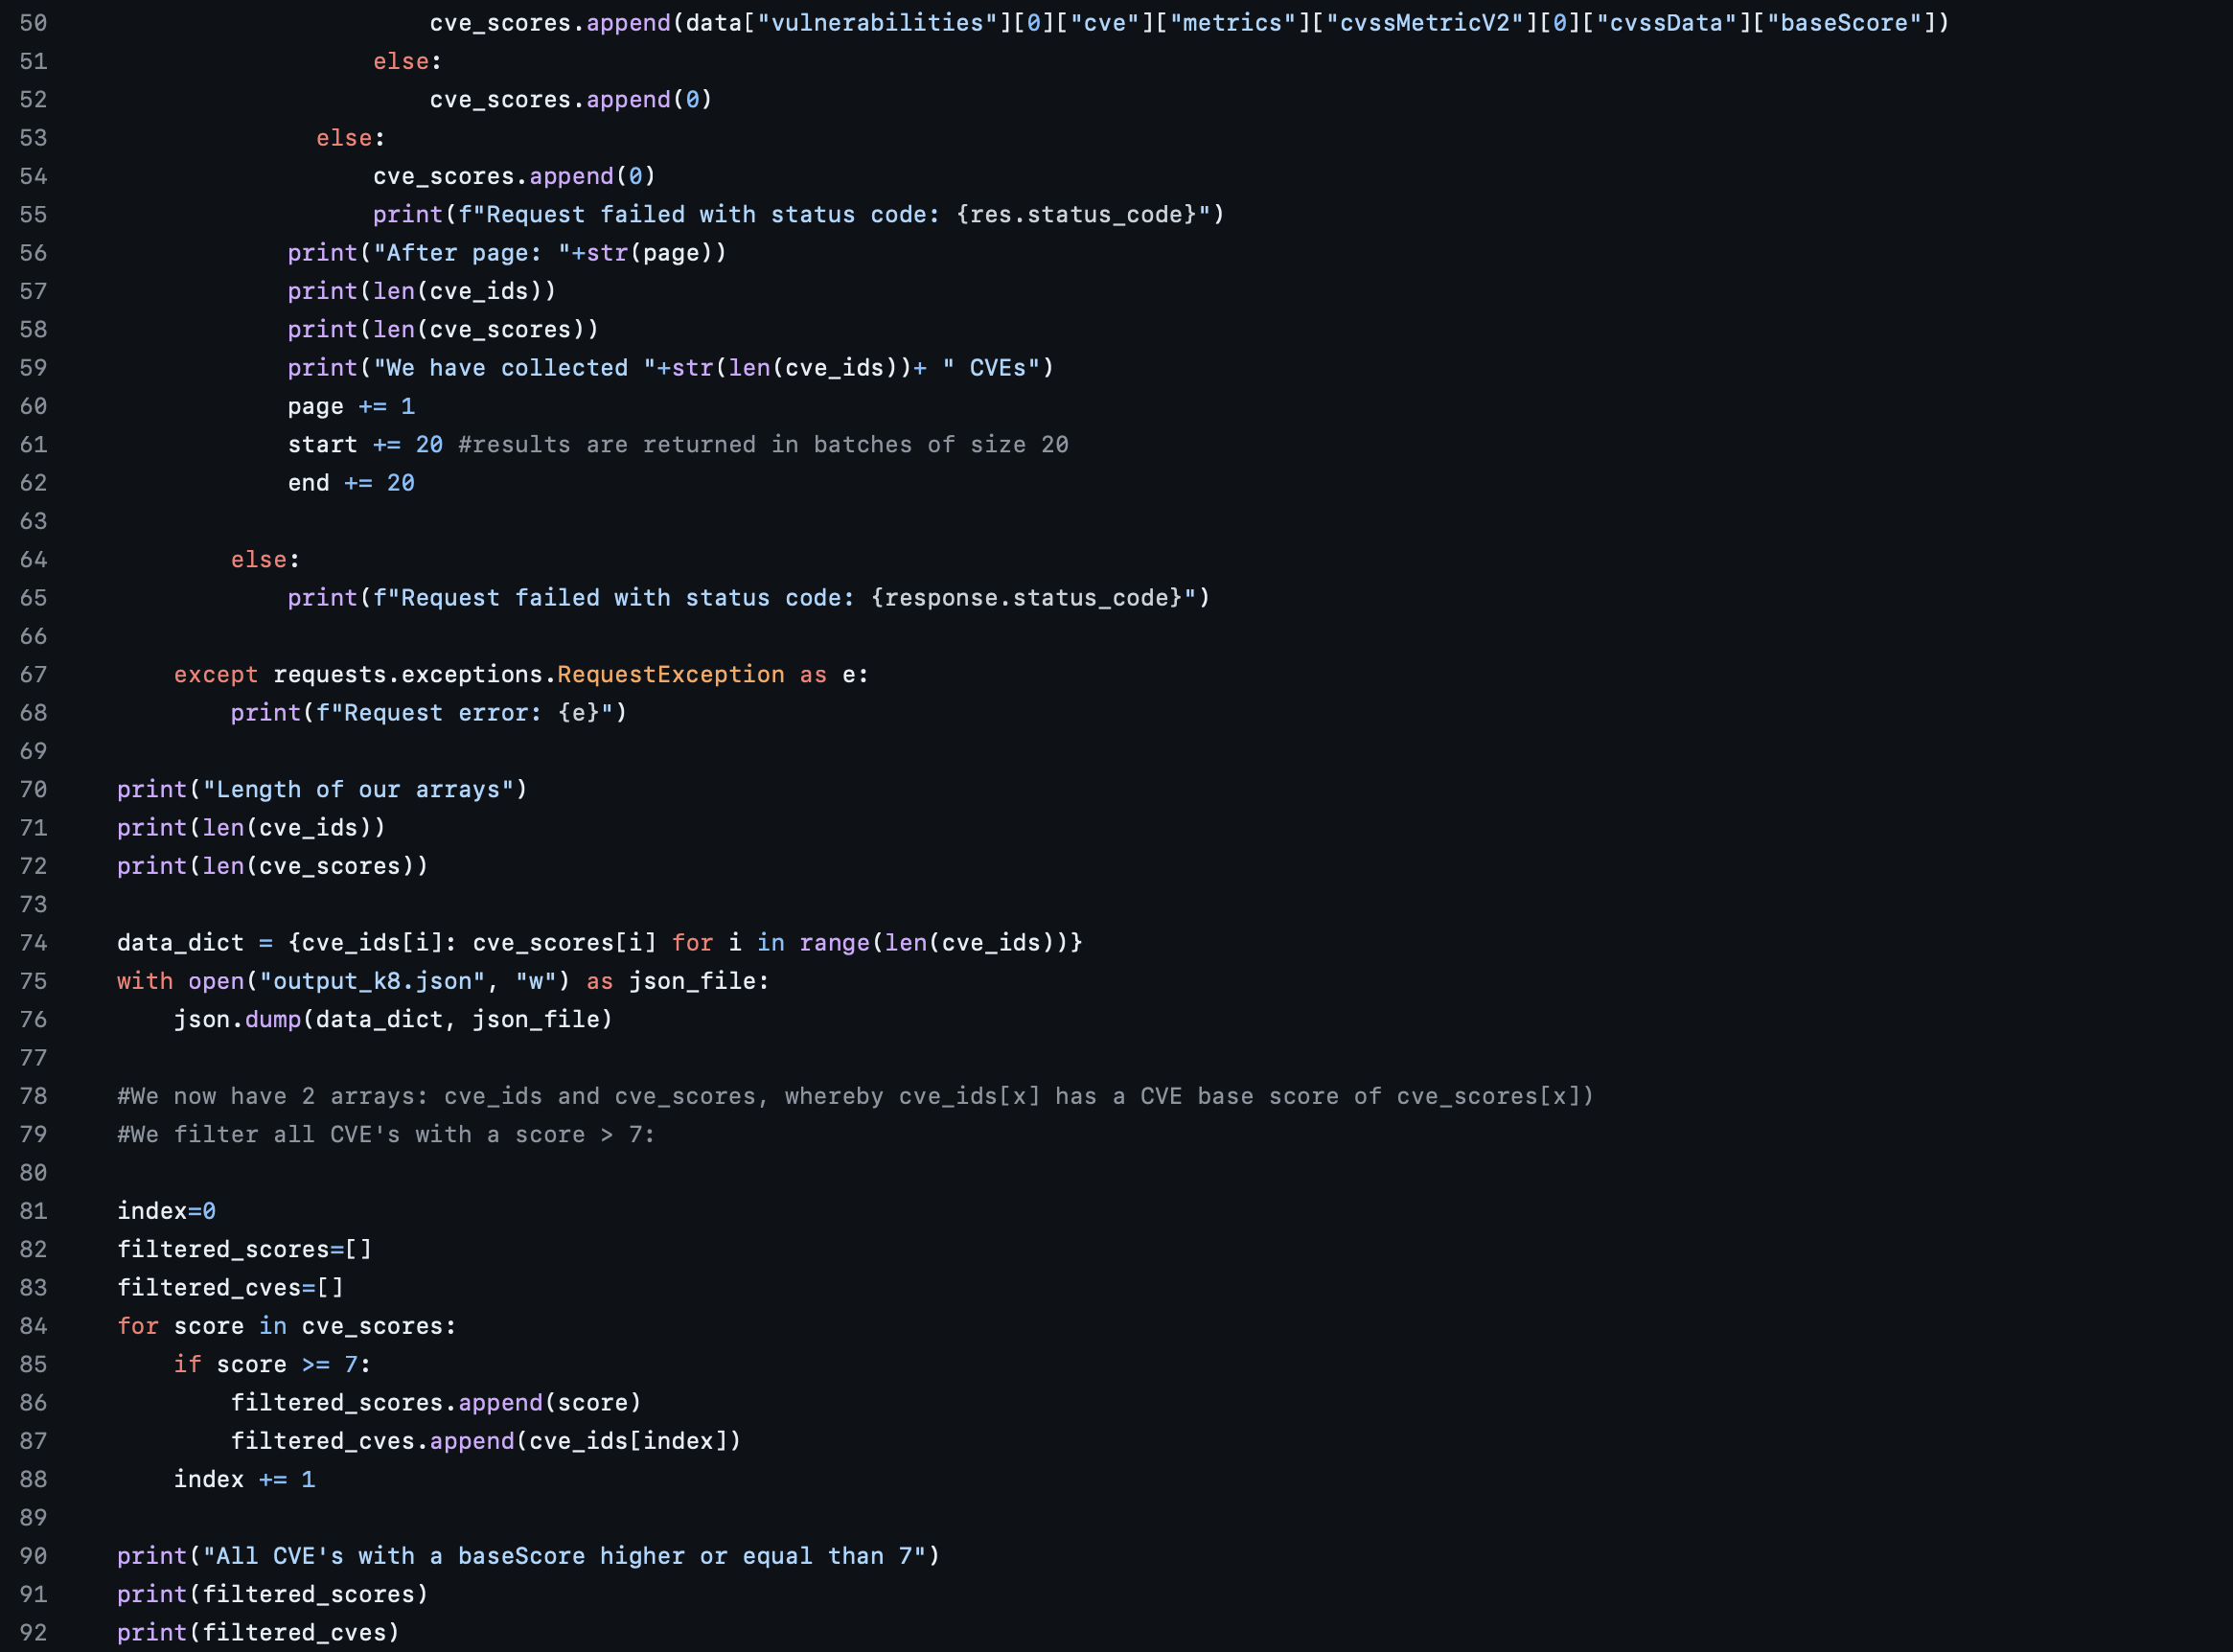 50                           cve_scores.append(data["vulnerabilities"][0]["cve"]["metrics"]["cvssMetricV2"][0]["cvssData"]["baseScore"])
51                       else:
52                           cve_scores.append(0)
53                   else:
54                       cve_scores.append(0)
55                       print(f"Request failed with status code: {res.status_code}")
56                 print("After page: "+str(page))
57                 print(len(cve_ids))
58                 print(len(cve_scores))
59                 print("We have collected "+str(len(cve_ids))+ " CVEs")
60                 page += 1
61                 start += 20 #results are returned in batches of size 20
62                 end += 20
63
64             else:
65                 print(f"Request failed with status code: {response.status_code}")
66
67         except requests.exceptions.RequestException as e:
68             print(f"Request error: {e}")
69
70     print("Length of our arrays")
71     print(len(cve_ids))
72     print(len(cve_scores))
73
74     data_dict = {cve_ids[i]: cve_scores[i] for i in range(len(cve_ids))}
75     with open("output_k8.json", "w") as json_file:
76         json.dump(data_dict, json_file)
77
78     #We now have 2 arrays: cve_ids and cve_scores, whereby cve_ids[x] has a CVE base score of cve_scores[x])
79     #We filter all CVE's with a score > 7:
80
81     index=0
82     filtered_scores=[]
83     filtered_cves=[]
84     for score in cve_scores:
85         if score >= 7:
86             filtered_scores.append(score)
87             filtered_cves.append(cve_ids[index])
88         index += 1
89
90     print("All CVE's with a baseScore higher or equal than 7")
91     print(filtered_scores)
92     print(filtered_cves)